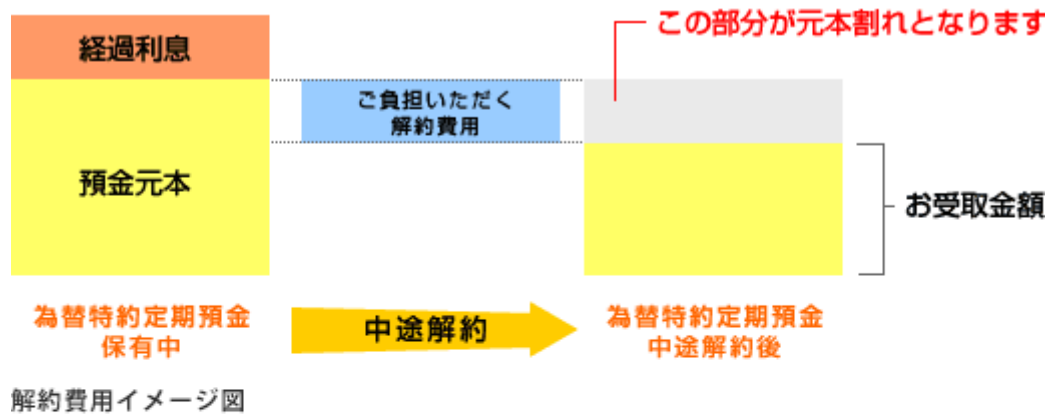 経過利息
この部分が元本割れとなります
ご負担いただく
解約費用
預金元本
お受取金額
為替特約定期預金
保有中
中途解約
為替特約定期預金
中途解約後
解約費用イメージ図